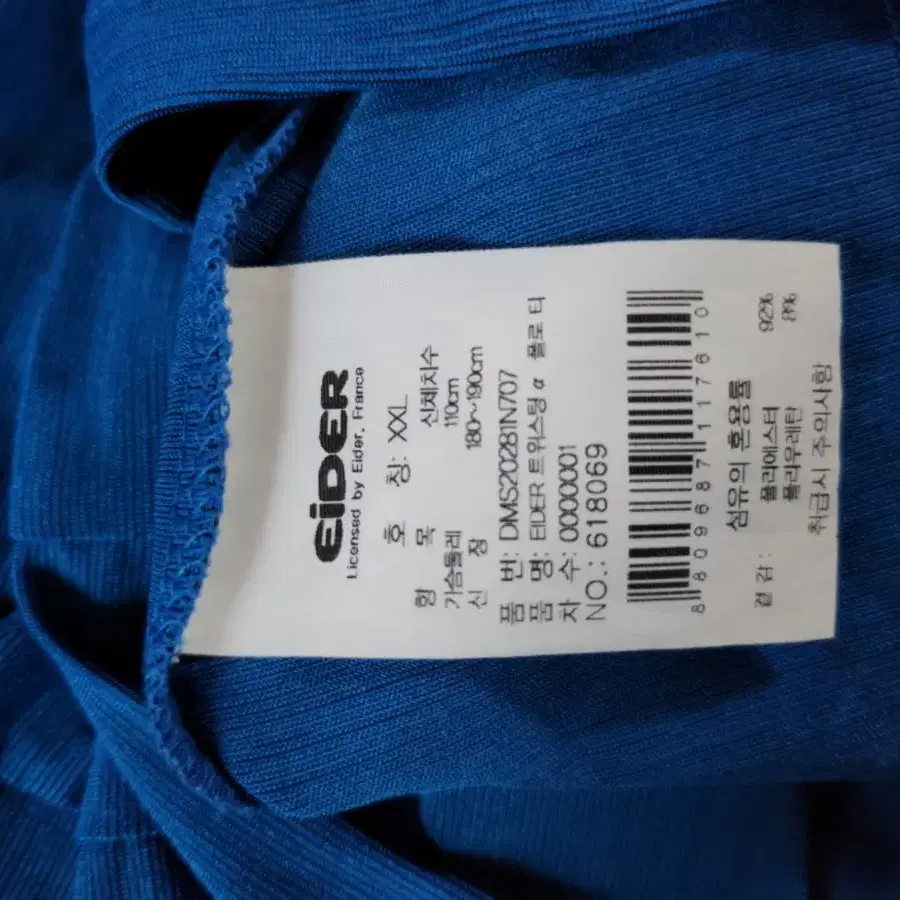 EiDER
Licensed by Eider, France
호 칭: XXL
항 목 신체치수
가슴둘레 110cm
신 장 180~190cm
품 번: DMS20281N707
품 명: EIDER 트위스팅 α 폴로 티
차 수: 0000001
NO.: 618069
8809687117610
섬유의 혼용률
겉감: 폴리에스터 92%
폴리우레탄 8%
취급시 주의사항